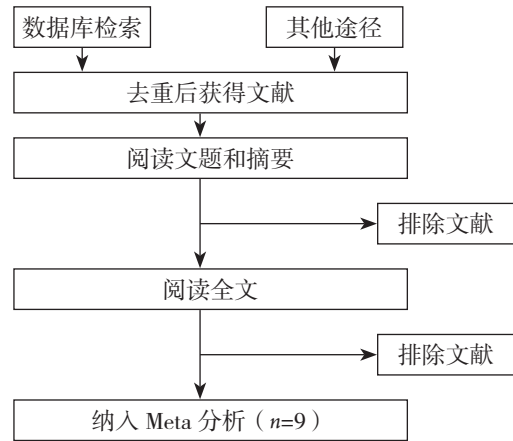 数据库检索
其他途径
去重后获得文献
阅读文题和摘要
排除文献
阅读全文
排除文献
纳入 Meta 分析（n=9）